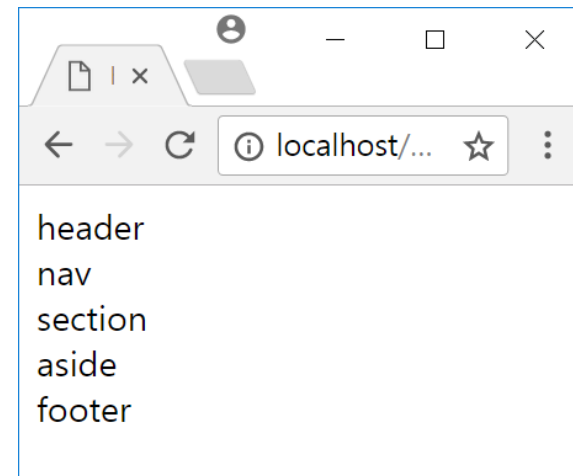 localhost/...
header
nav
section
aside
footer